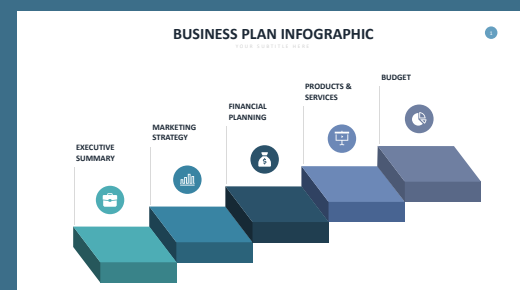 BUSINESS PLAN INFOGRAPHIC
YOUR SUBTITLE HERE
1
BUDGET
PRODUCTS &
SERVICES
FINANCIAL
PLANNING
MARKETING
STRATEGY
EXECUTIVE
SUMMARY